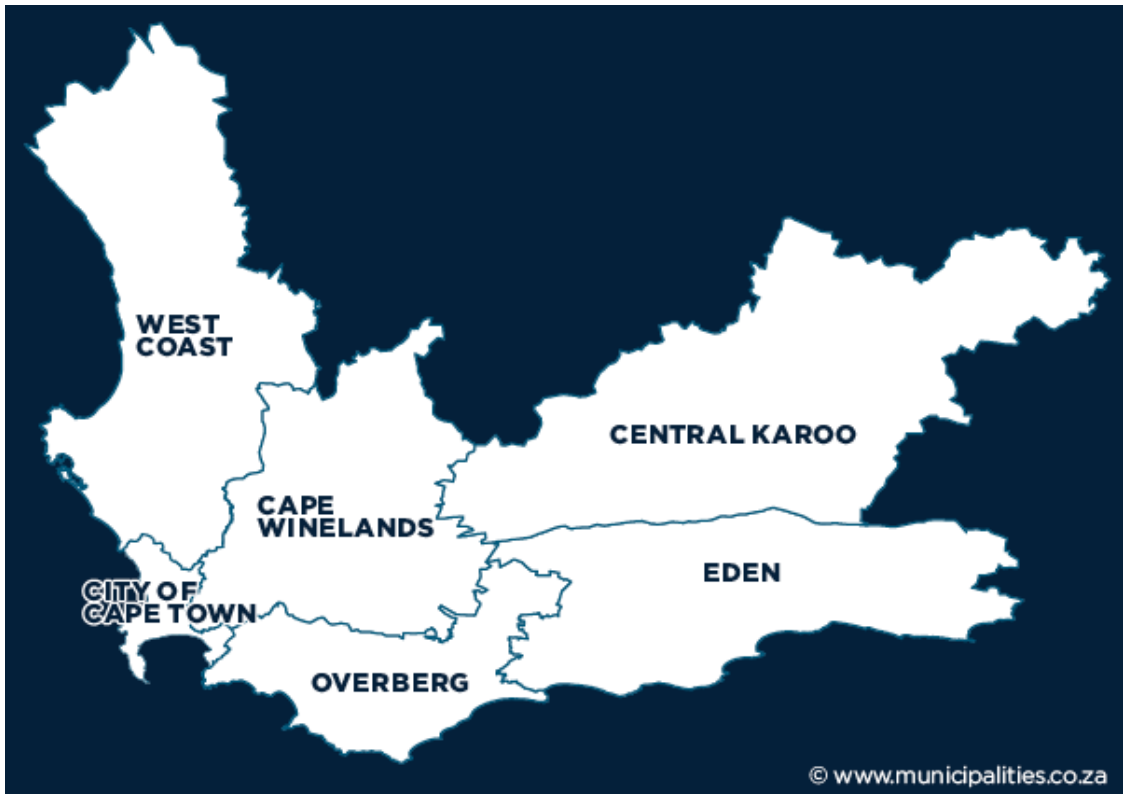 WEST
COAST
CENTRAL KAROO
CAPE
WINELANDS
EDEN
CITY OF
CAPE TOWN
OVERBERG
© www.municipalities.co.za